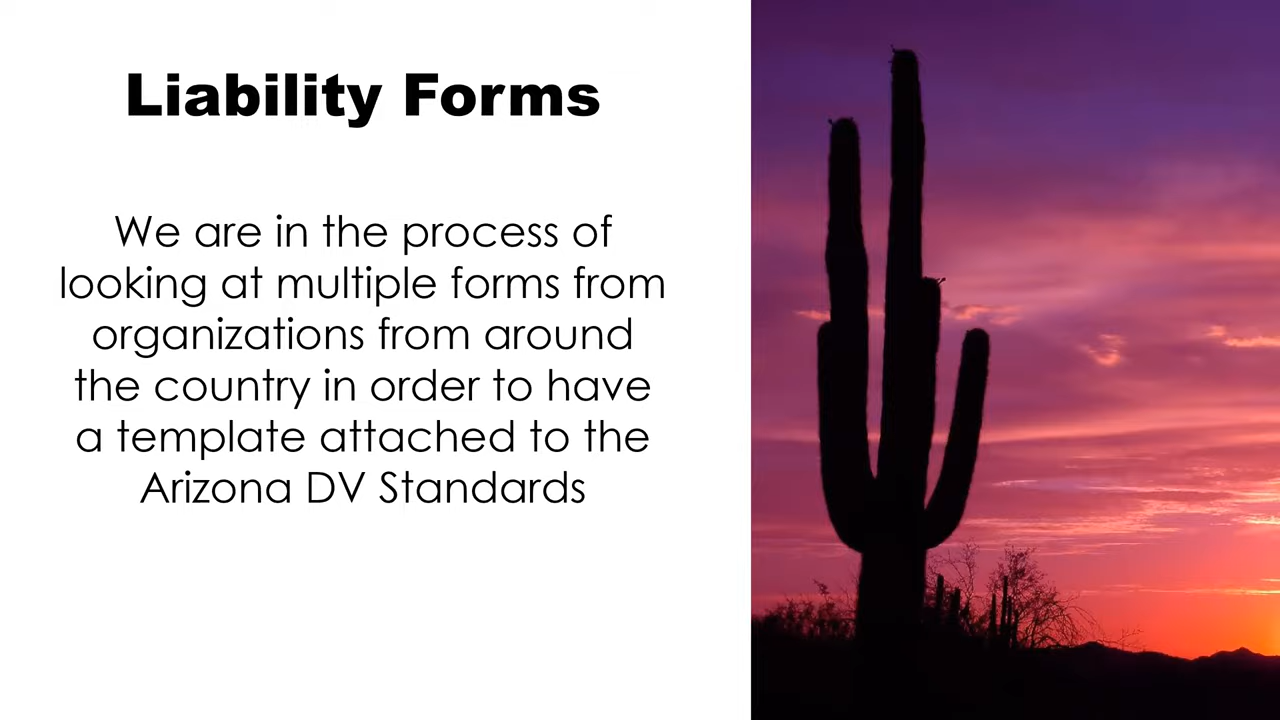 Liability Forms
We are in the process of
looking at multiple forms from
organizations from around
the country in order to have
a template attached to the
Arizona DV Standards